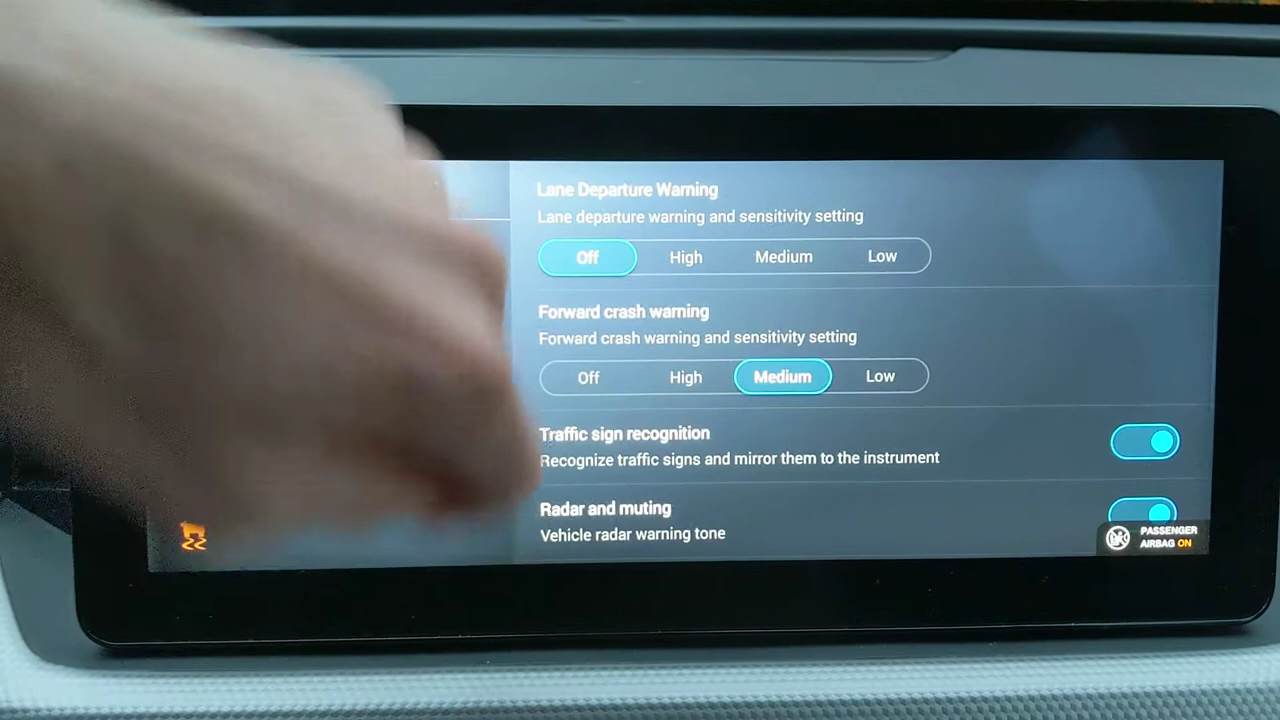 Lane Departure Warning
Lane departure warning and sensitivity setting
Off High Medium Low
Forward crash warning
Forward crash warning and sensitivity setting
Off High Medium Low
Traffic sign recognition
Recognize traffic signs and mirror them to the instrument
Radar and muting
Vehicle radar warning tone
PASSENGER
AIRBAG ON